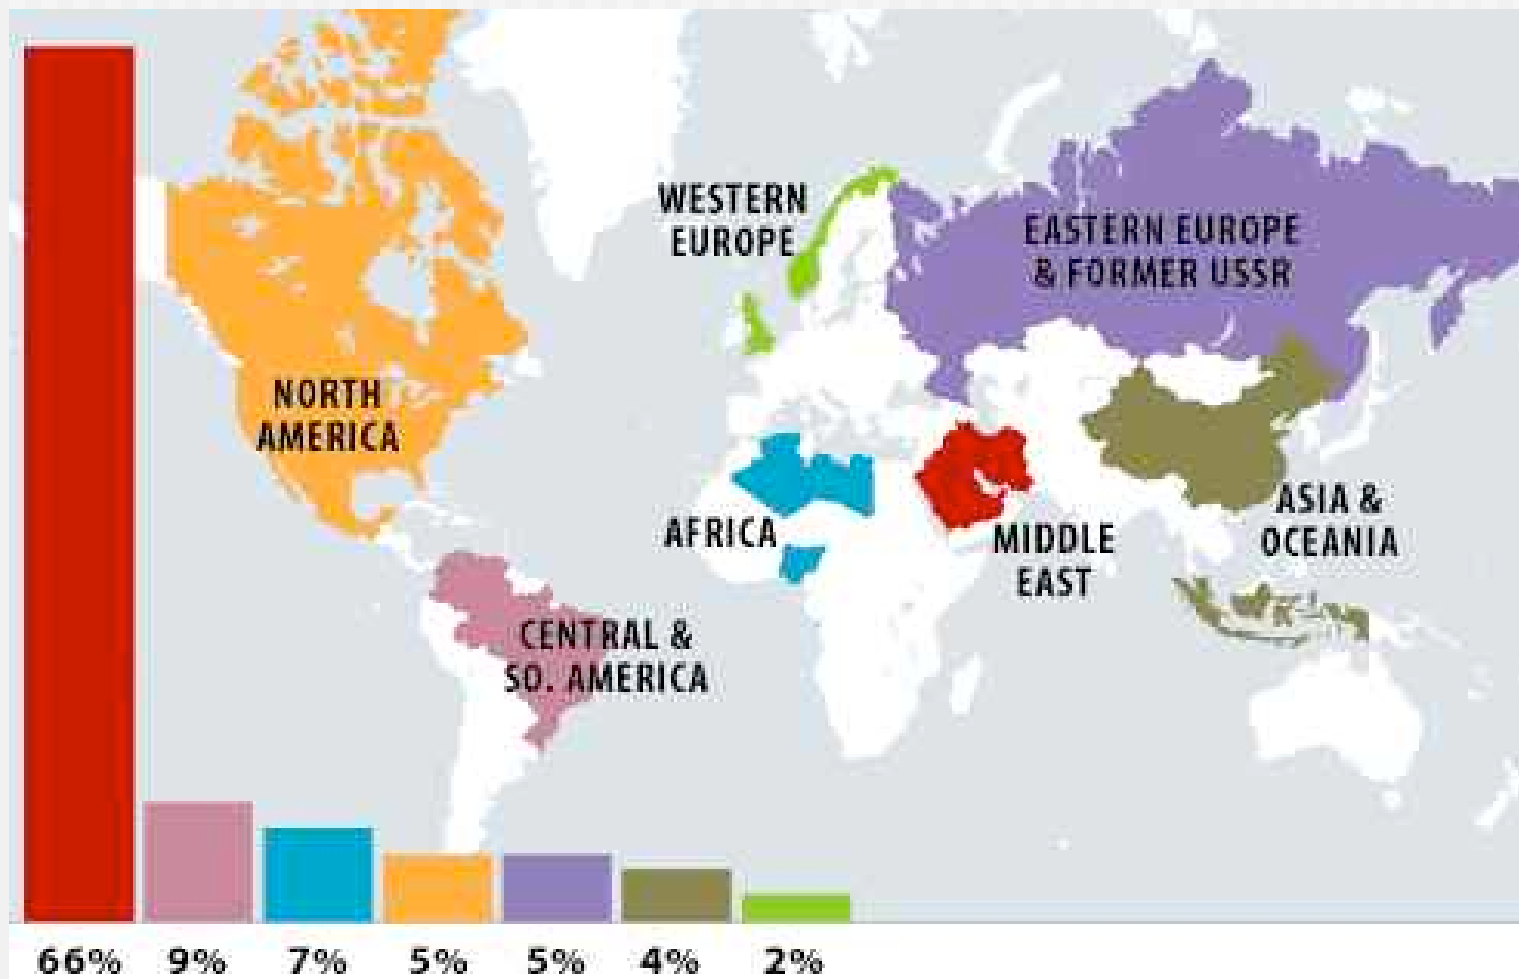 WESTERN
EUROPE
EASTERN EUROPE
& FORMER USSR
NORTH
AMERICA
AFRICA
MIDDLE
EAST
ASIA &
OCEANIA
CENTRAL &
SO. AMERICA
66% 9% 7% 5% 5% 4% 2%